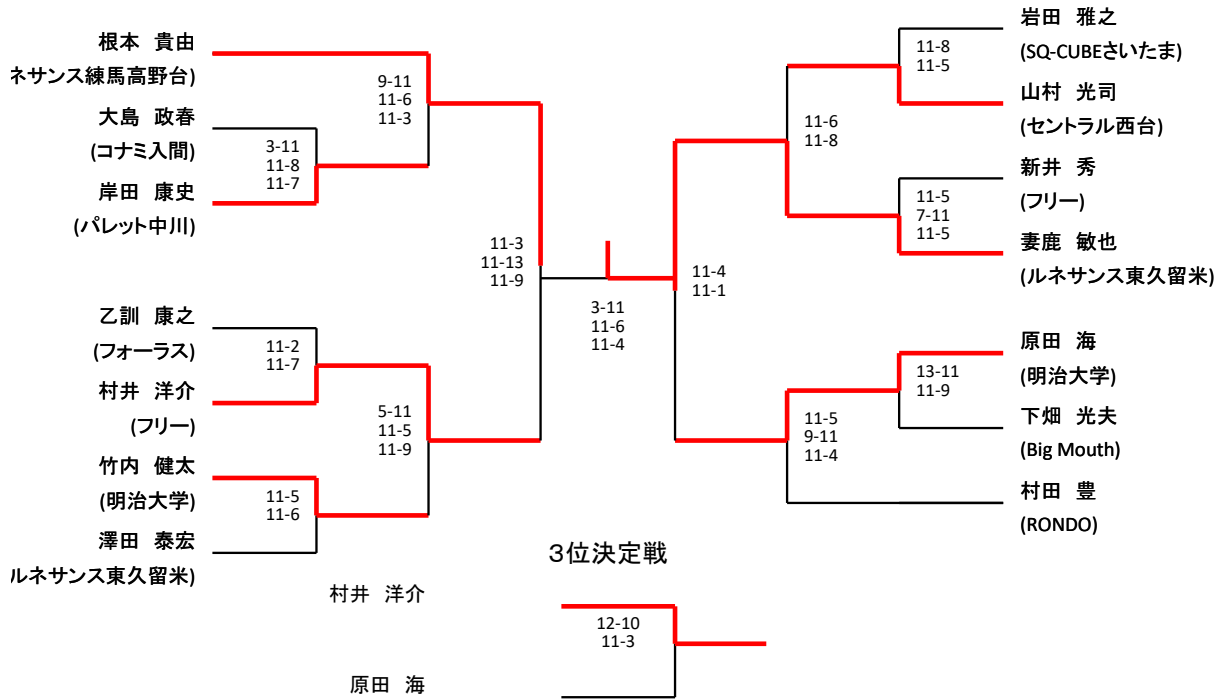 根本 貴由
ネサンス練馬高野台)
大島 政春
(コナミ入間)
岸田 康史
(パレット中川)
9-11
11-6
11-3
3-11
11-8
11-7
乙訓 康之
(フォーラス)
村井 洋介
(フリー)
竹内 健太
(明治大学)
澤田 泰宏
ルネサンス東久留米)
11-2
11-7
5-11
11-5
11-9
11-5
11-6
11-3
11-13
11-9
3-11
11-6
11-4
11-4
11-1
岩田 雅之
(SQ-CUBEさいたま)
山村 光司
(セントラル西台)
新井 秀
(フリー)
妻鹿 敏也
(ルネサンス東久留米)
11-8
11-5
11-6
11-8
11-5
7-11
11-5
原田 海
(明治大学)
下畑 光夫
(Big Mouth)
村田 豊
(RONDO)
13-11
11-9
11-5
9-11
11-4
3位決定戦
村井 洋介
12-10
11-3
原田 海